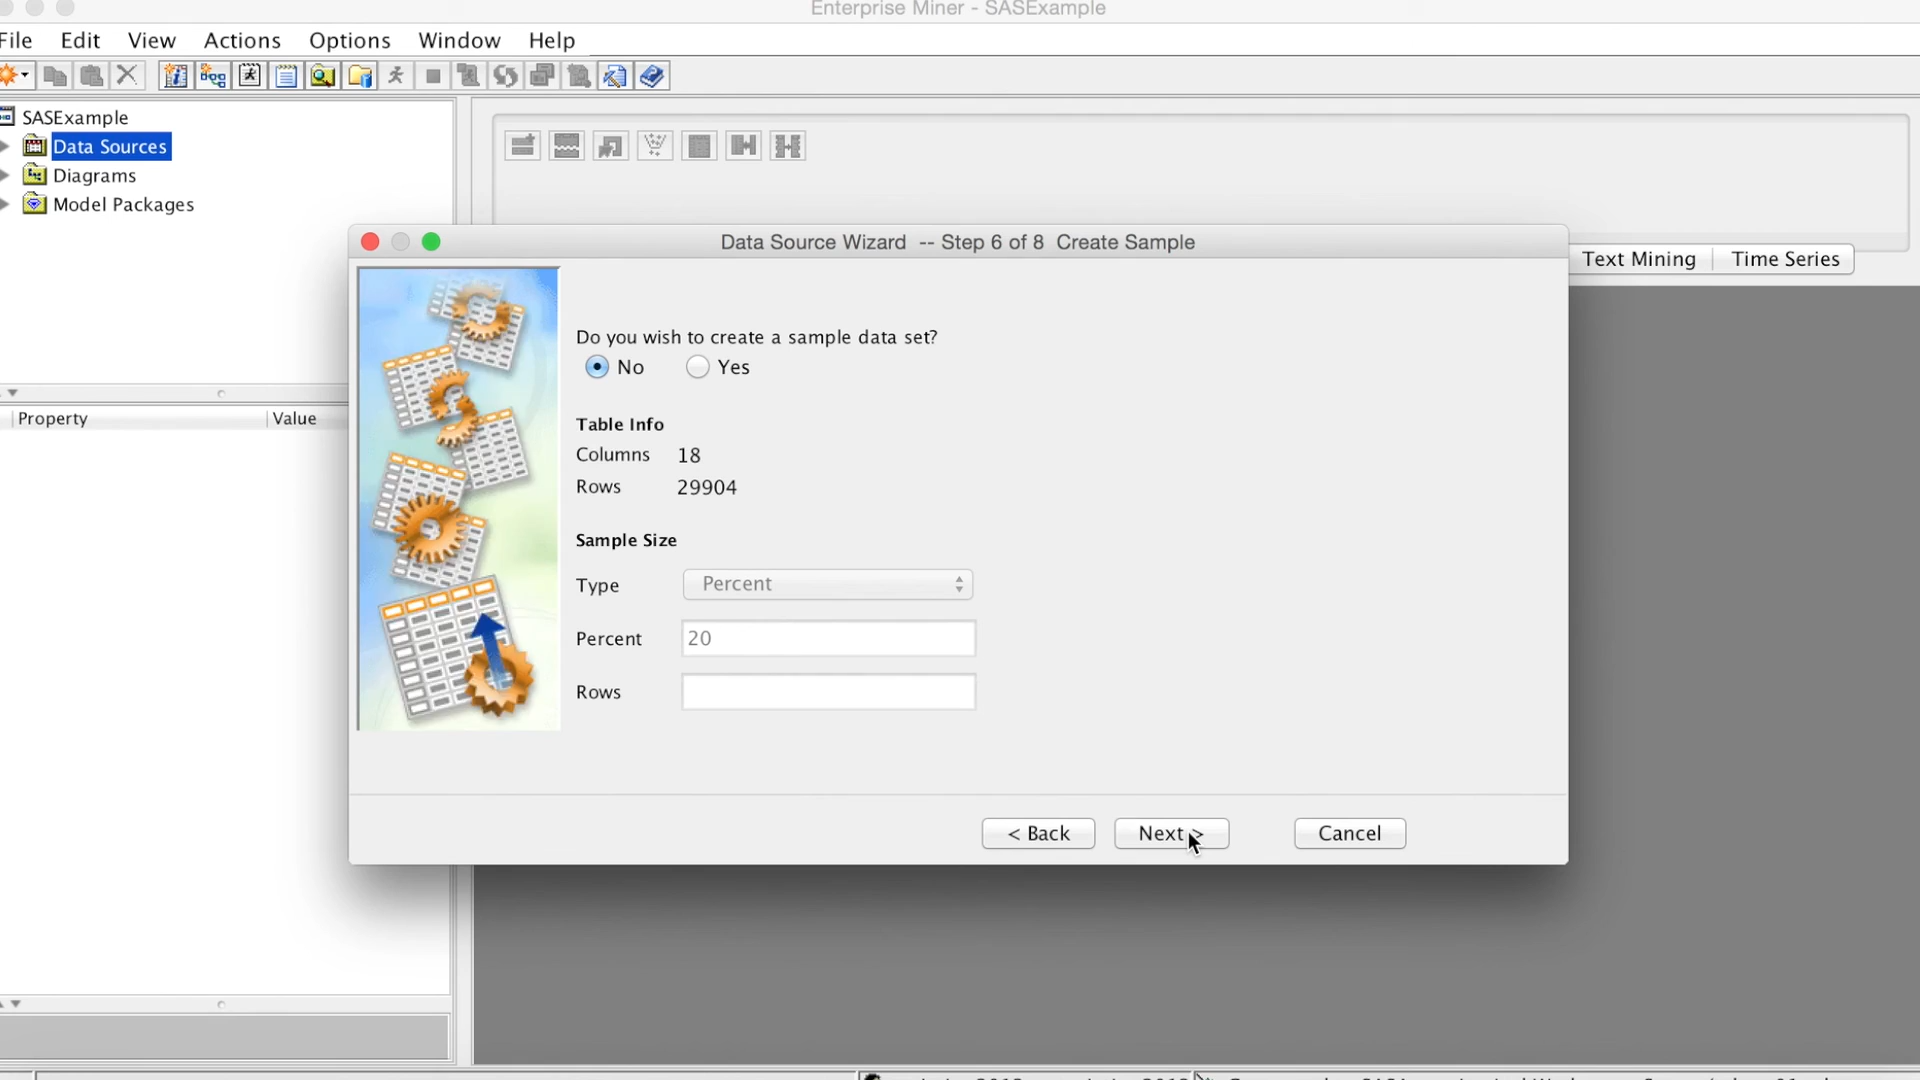 Enterprise Miner - SASExample
File Edit View Actions Options Window Help
SASExample
Data Sources
Diagrams
Model Packages
Text Mining Time Series
Data Source Wizard -- Step 6 of 8 Create Sample
Do you wish to create a sample data set?
No Yes
Table Info
Columns 18
Rows 29904
Sample Size
Type Percent
Percent 20
Rows
Property Value
< Back Next > Cancel